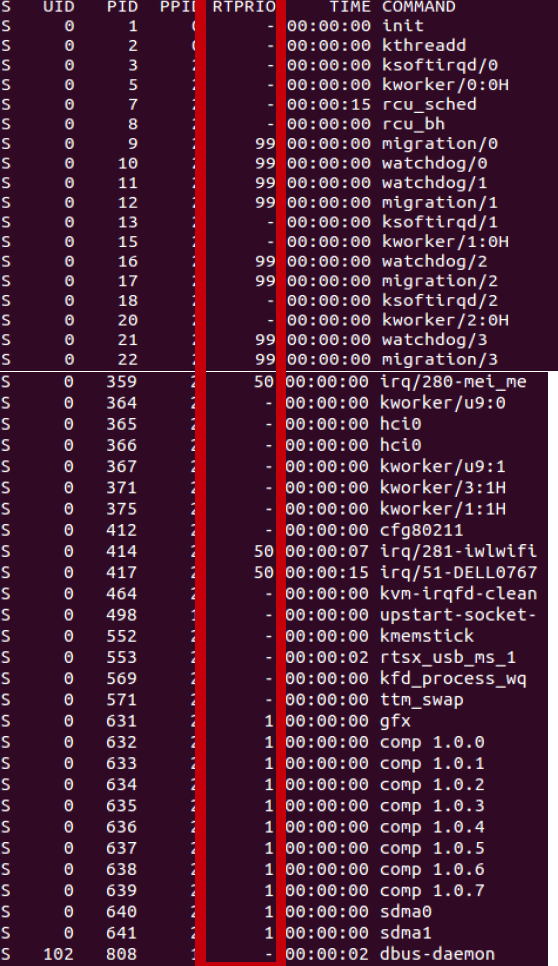 S UID PID PPID RTPRIO TIME COMMAND
S 0 1 0 - 00:00:00 init
S 0 2 0 - 00:00:00 kthreadd
S 0 3 2 - 00:00:00 ksoftirqd/0
S 0 5 2 - 00:00:00 kworker/0:0H
S 0 7 2 - 00:00:15 rcu_sched
S 0 8 2 - 00:00:00 rcu_bh
S 0 9 2 99 00:00:00 migration/0
S 0 10 2 99 00:00:00 watchdog/0
S 0 11 2 99 00:00:00 watchdog/1
S 0 12 2 99 00:00:00 migration/1
S 0 13 2 - 00:00:00 ksoftirqd/1
S 0 15 2 - 00:00:00 kworker/1:0H
S 0 16 2 99 00:00:00 watchdog/2
S 0 17 2 99 00:00:00 migration/2
S 0 18 2 - 00:00:00 ksoftirqd/2
S 0 20 2 - 00:00:00 kworker/2:0H
S 0 21 2 99 00:00:00 watchdog/3
S 0 22 2 99 00:00:00 migration/3
S 0 359 2 50 00:00:00 irq/280-mei_me
S 0 364 2 - 00:00:00 kworker/u9:0
S 0 365 2 - 00:00:00 hci0
S 0 366 2 - 00:00:00 hci0
S 0 367 2 - 00:00:00 kworker/u9:1
S 0 371 2 - 00:00:00 kworker/3:1H
S 0 375 2 - 00:00:00 kworker/1:1H
S 0 412 2 - 00:00:00 cfg80211
S 0 414 2 50 00:00:07 irq/281-iwlwifi
S 0 417 2 50 00:00:15 irq/51-DELL0767
S 0 464 2 - 00:00:00 kvm-irqfd-clean
S 0 498 1 - 00:00:00 upstart-socket-
S 0 552 2 - 00:00:00 kmemstick
S 0 553 2 - 00:00:02 rtsx_usb_ms_1
S 0 569 2 - 00:00:00 kfd_process_wq
S 0 571 2 - 00:00:00 ttm_swap
S 0 631 2 1 00:00:00 gfx
S 0 632 2 1 00:00:00 comp 1.0.0
S 0 633 2 1 00:00:00 comp 1.0.1
S 0 634 2 1 00:00:00 comp 1.0.2
S 0 635 2 1 00:00:00 comp 1.0.3
S 0 636 2 1 00:00:00 comp 1.0.4
S 0 637 2 1 00:00:00 comp 1.0.5
S 0 638 2 1 00:00:00 comp 1.0.6
S 0 639 2 1 00:00:00 comp 1.0.7
S 0 640 2 1 00:00:00 sdma0
S 0 641 2 1 00:00:00 sdma1
S 102 808 1 - 00:00:02 dbus-daemon